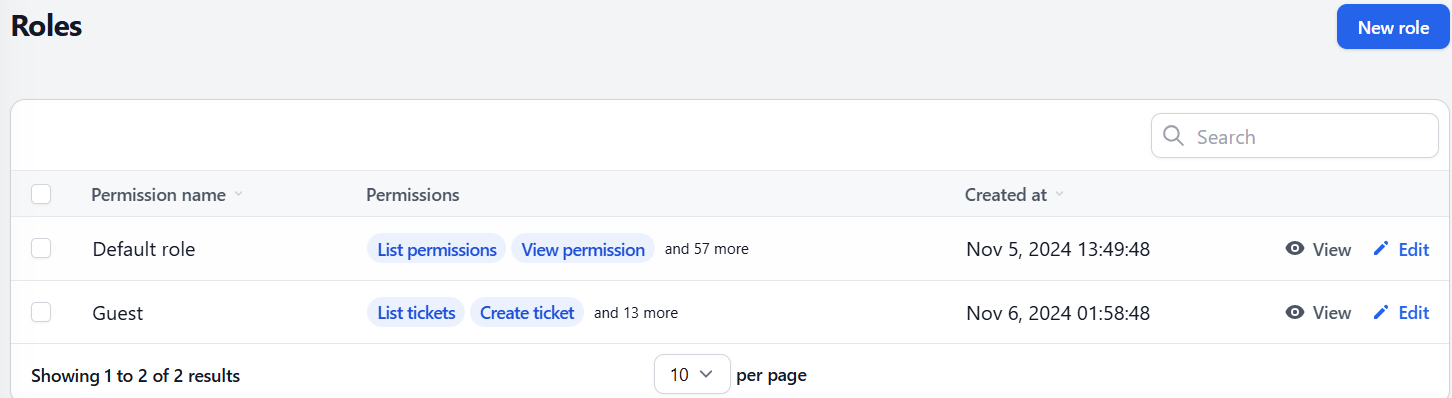 Roles
New role
Search
Permission name Permissions Created at
Default role List permissions View permission and 57 more Nov 5, 2024 13:49:48 View Edit
Guest List tickets Create ticket and 13 more Nov 6, 2024 01:58:48 View Edit
Showing 1 to 2 of 2 results 10 per page